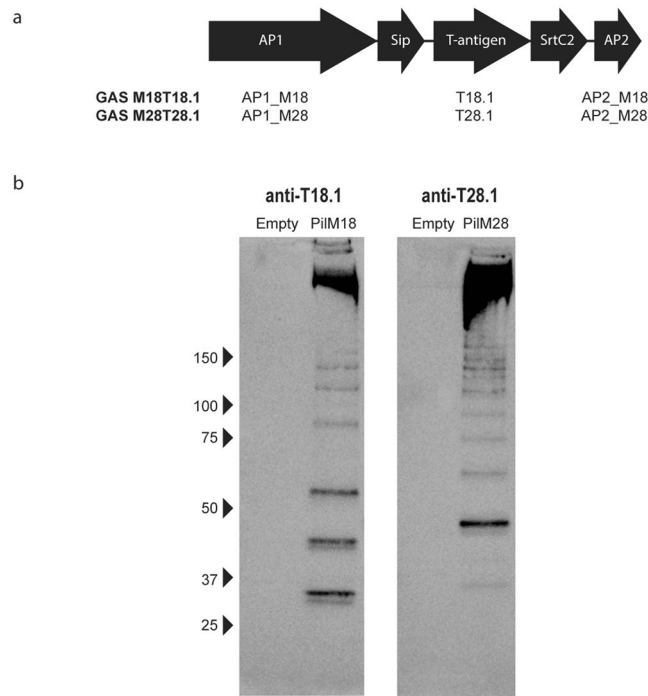 a
AP1 Sip T-antigen SrtC2 AP2
GAS M18T18.1 AP1_M18 T18.1 AP2_M18
GAS M28T28.1 AP1_M28 T28.1 AP2_M28
b
anti-T18.1 anti-T28.1
Empty PilM18 Empty PilM28
150
100
75
50
37
25